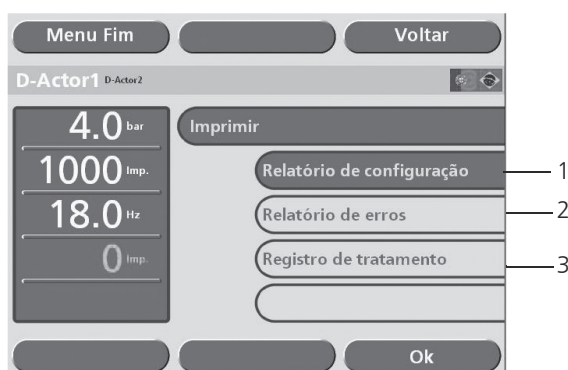 Menu Fim
Voltar
D-Actor1 D-Actor2
4.0 bar
Imprimir
1000 Imp.
Relatório de configuração
1
18.0 Hz
Relatório de erros
2
0 Imp.
Registro de tratamento
3
Ok